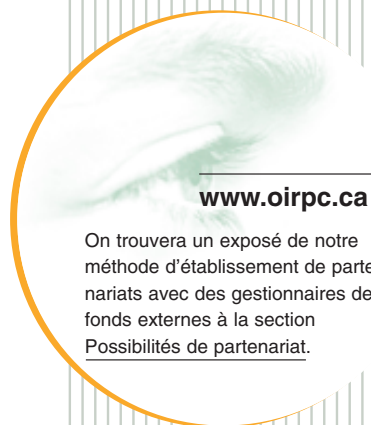 www.oirpc.ca
On trouvera un exposé de notre
méthode d'établissement de parte-
nariats avec des gestionnaires de
fonds externes à la section
Possibilités de partenariat.